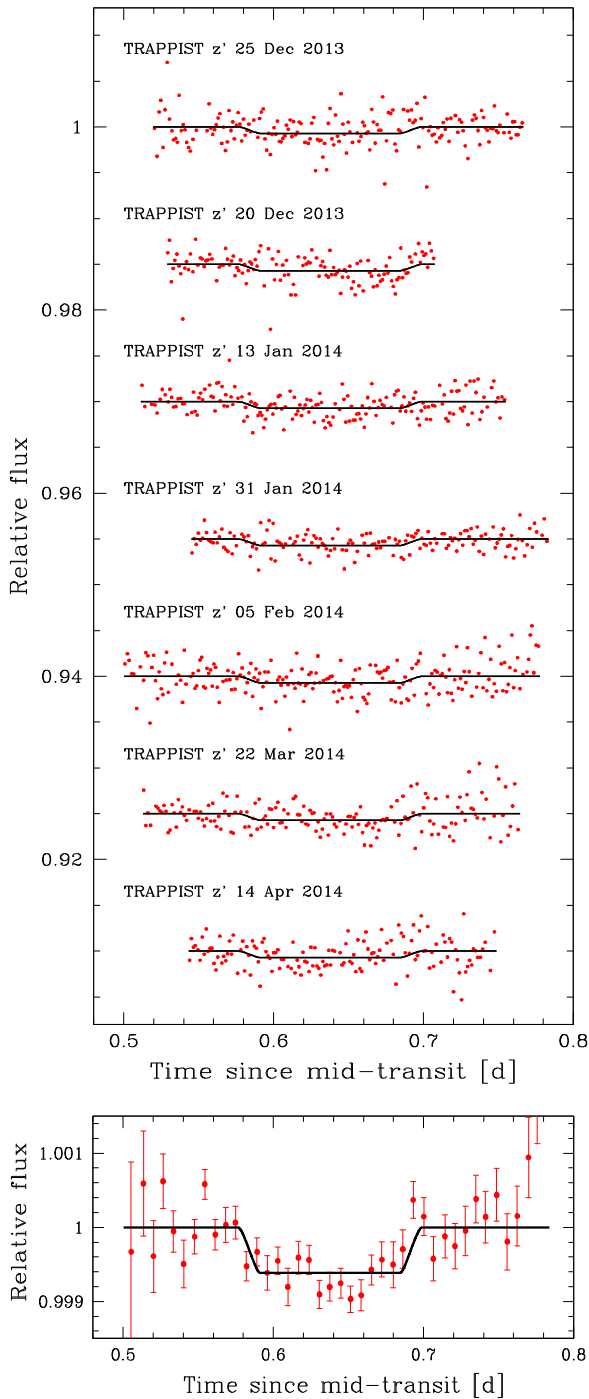 TRAPPIST z' 25 Dec 2013
1
TRAPPIST z' 20 Dec 2013
0.98
TRAPPIST z' 13 Jan 2014
0.96
TRAPPIST z' 31 Jan 2014
Relative flux
TRAPPIST z' 05 Feb 2014
0.94
TRAPPIST z' 22 Mar 2014
0.92
TRAPPIST z' 14 Apr 2014
0.5 0.6 0.7 0.8
Time since mid-transit [d]
1.001
1
0.999
Relative flux
0.5 0.6 0.7 0.8
Time since mid-transit [d]